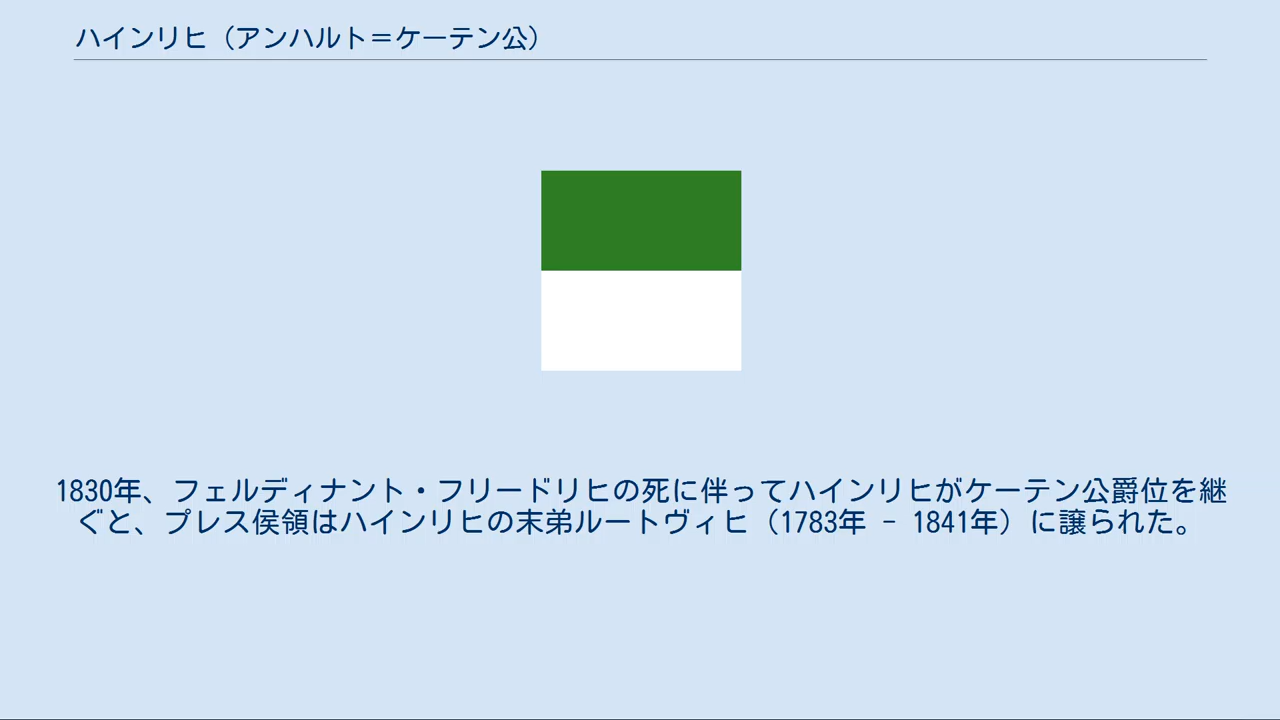 ハインリヒ（アンハルト＝ケーテン公）
1830年、フェルディナント・フリードリヒの死に伴ってハインリヒがケーテン公爵位を継
ぐと、プレス侯領はハインリヒの末弟ルートヴィヒ（1783年 - 1841年）に譲られた。